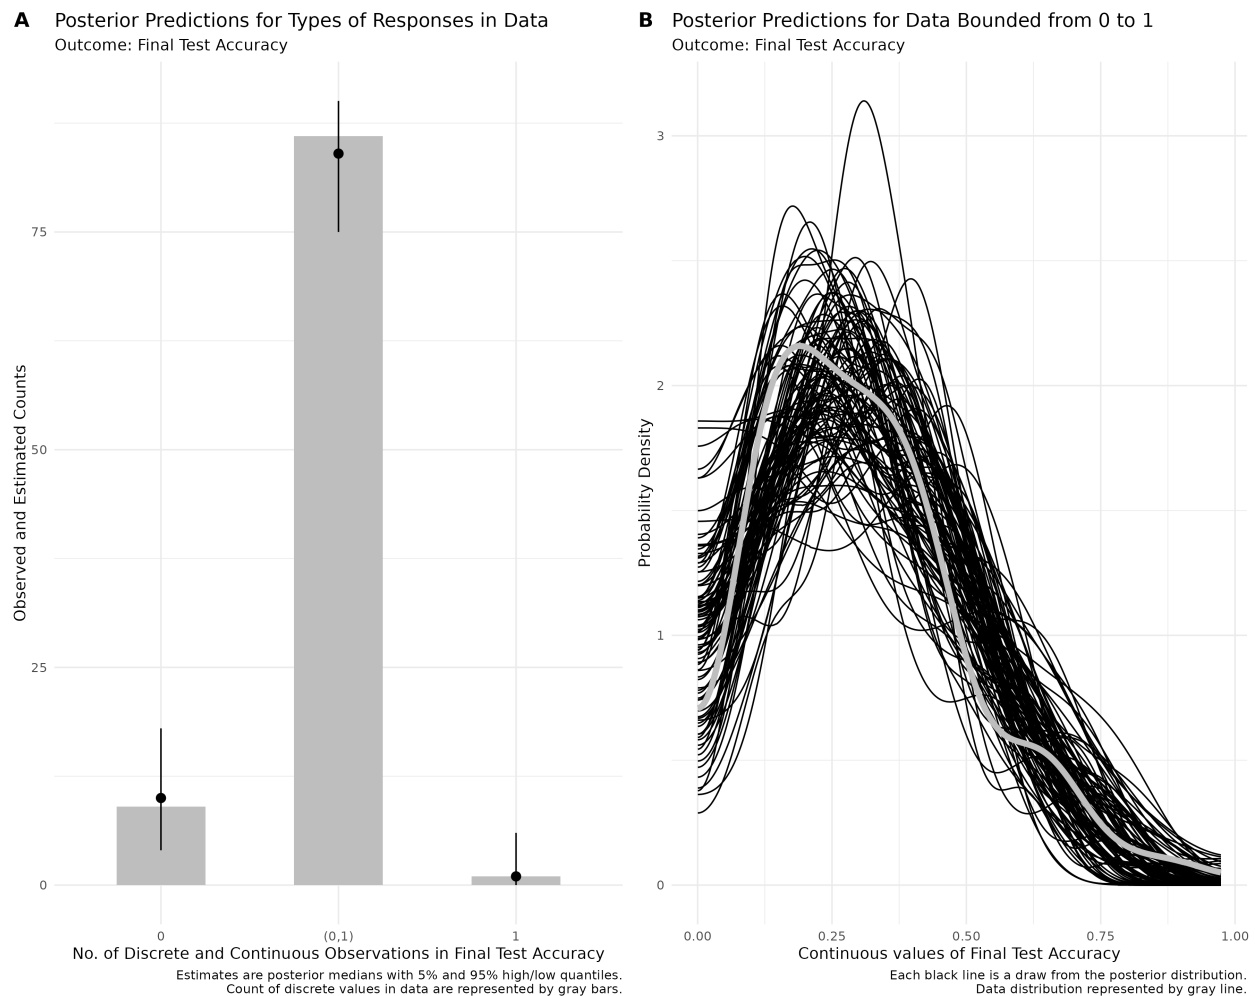 A Posterior Predictions for Types of Responses in Data
Outcome: Final Test Accuracy
Observed and Estimated Counts
75
50
25
0
0 (0,1) 1
No. of Discrete and Continuous Observations in Final Test Accuracy
Estimates are posterior medians with 5% and 95% high/low quantiles.
Count of discrete values in data are represented by gray bars.
B Posterior Predictions for Data Bounded from 0 to 1
Outcome: Final Test Accuracy
Probability Density
3
2
1
0
0.00 0.25 0.50 0.75 1.00
Continuous values of Final Test Accuracy
Each black line is a draw from the posterior distribution.
Data distribution represented by gray line.